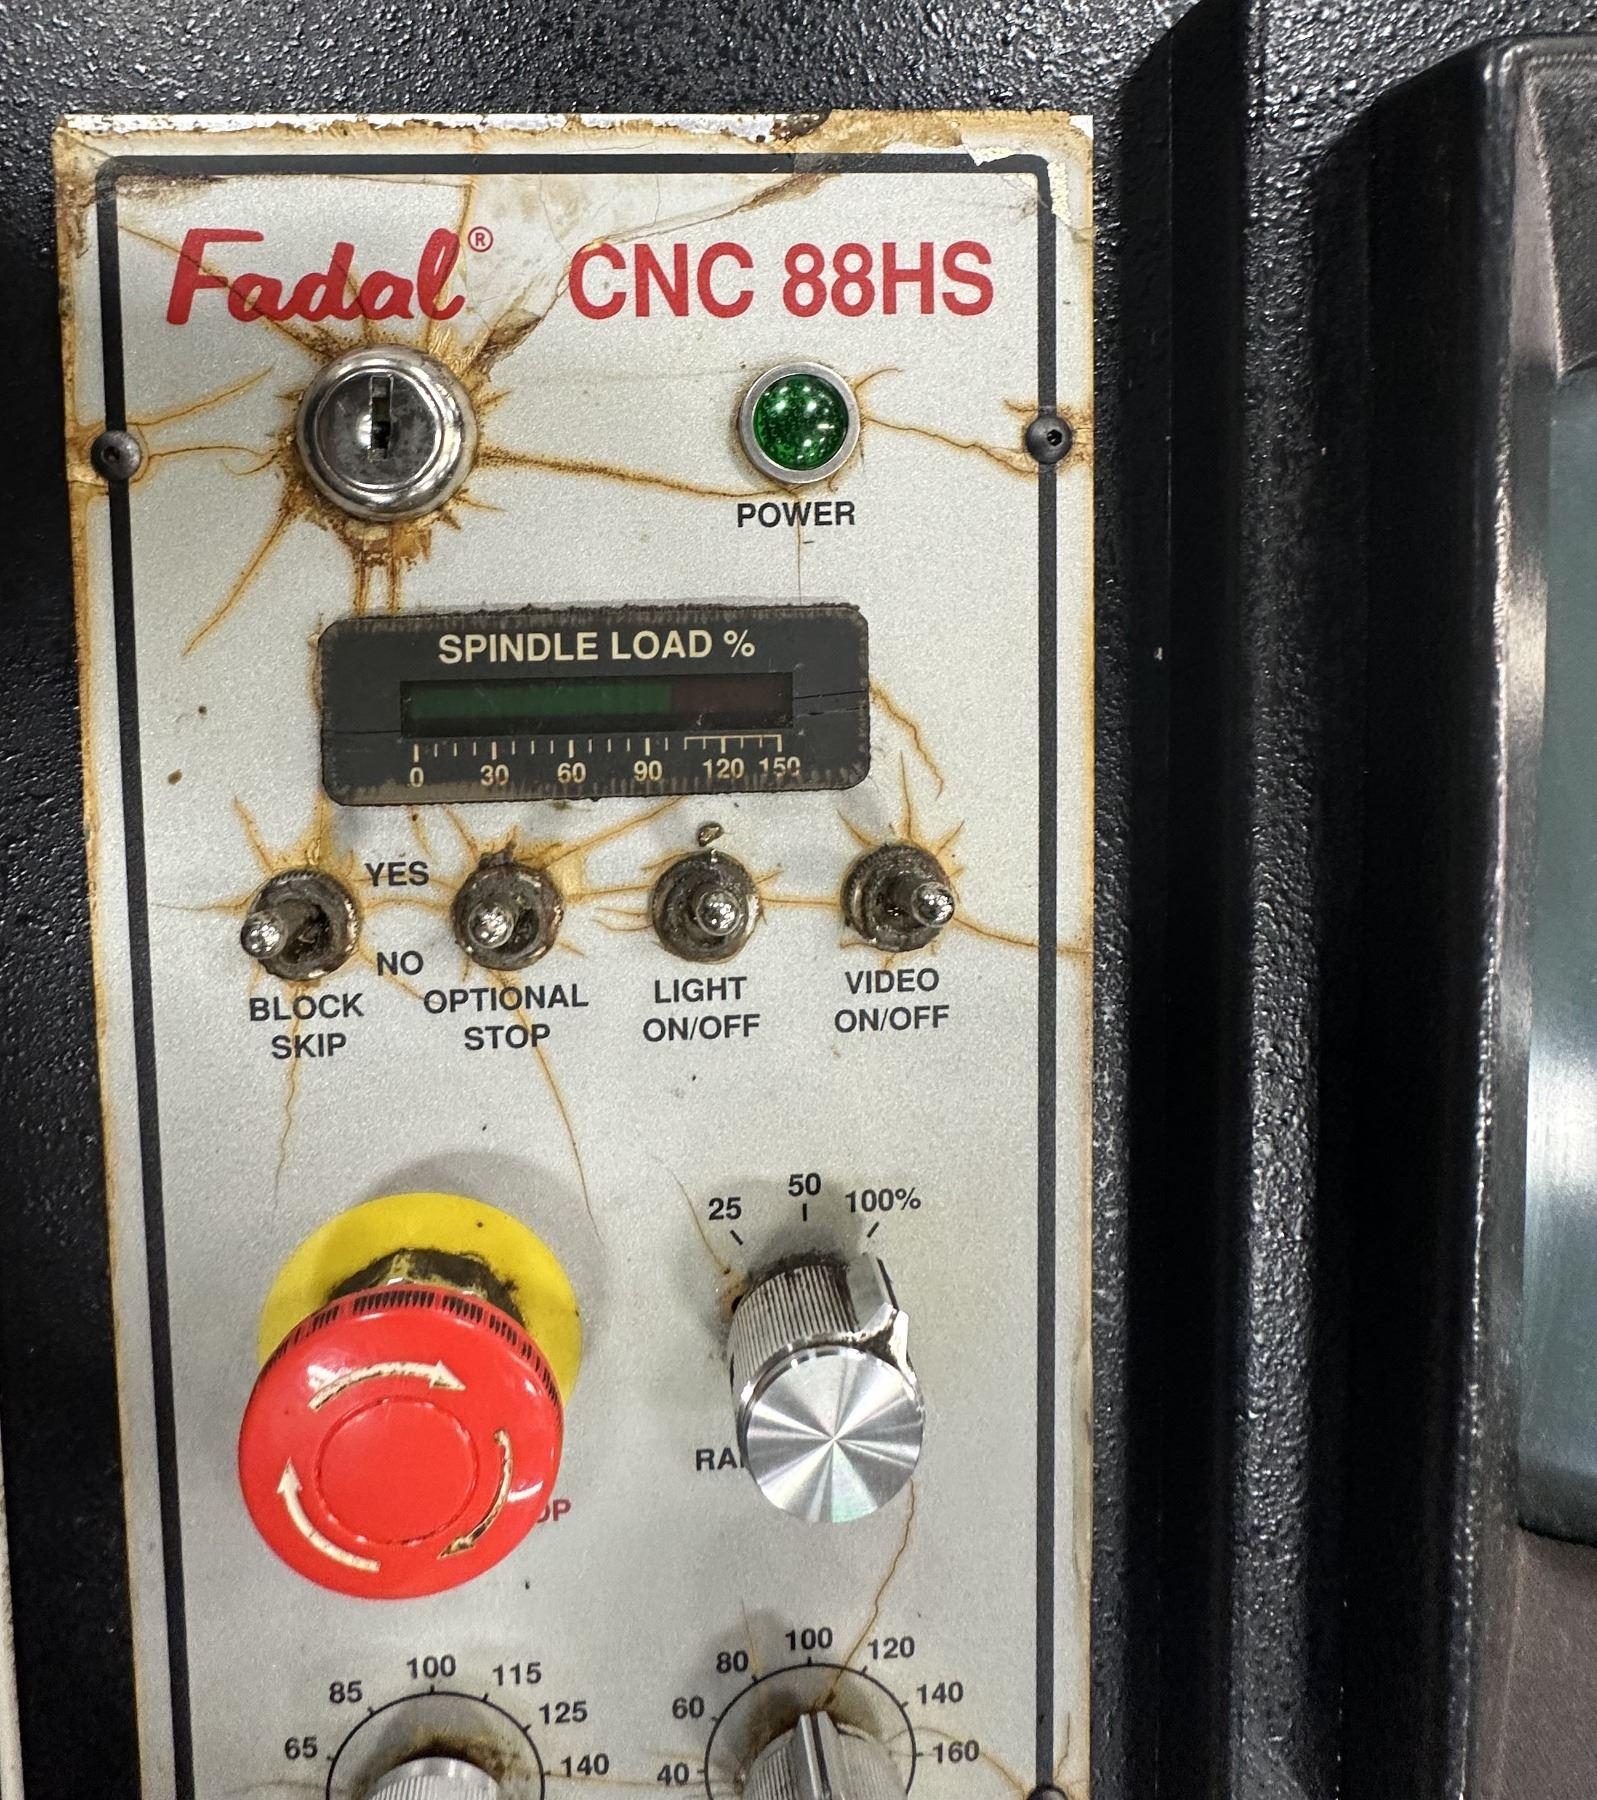 Fadal® CNC 88HS
POWER
SPINDLE LOAD %
0 30 60 90 120 150
YES
NO
BLOCK
SKIP
OPTIONAL
STOP
LIGHT
ON/OFF
VIDEO
ON/OFF
25 50 100%
65 85 100 115 125 140
40 60 80 100 120 140 160